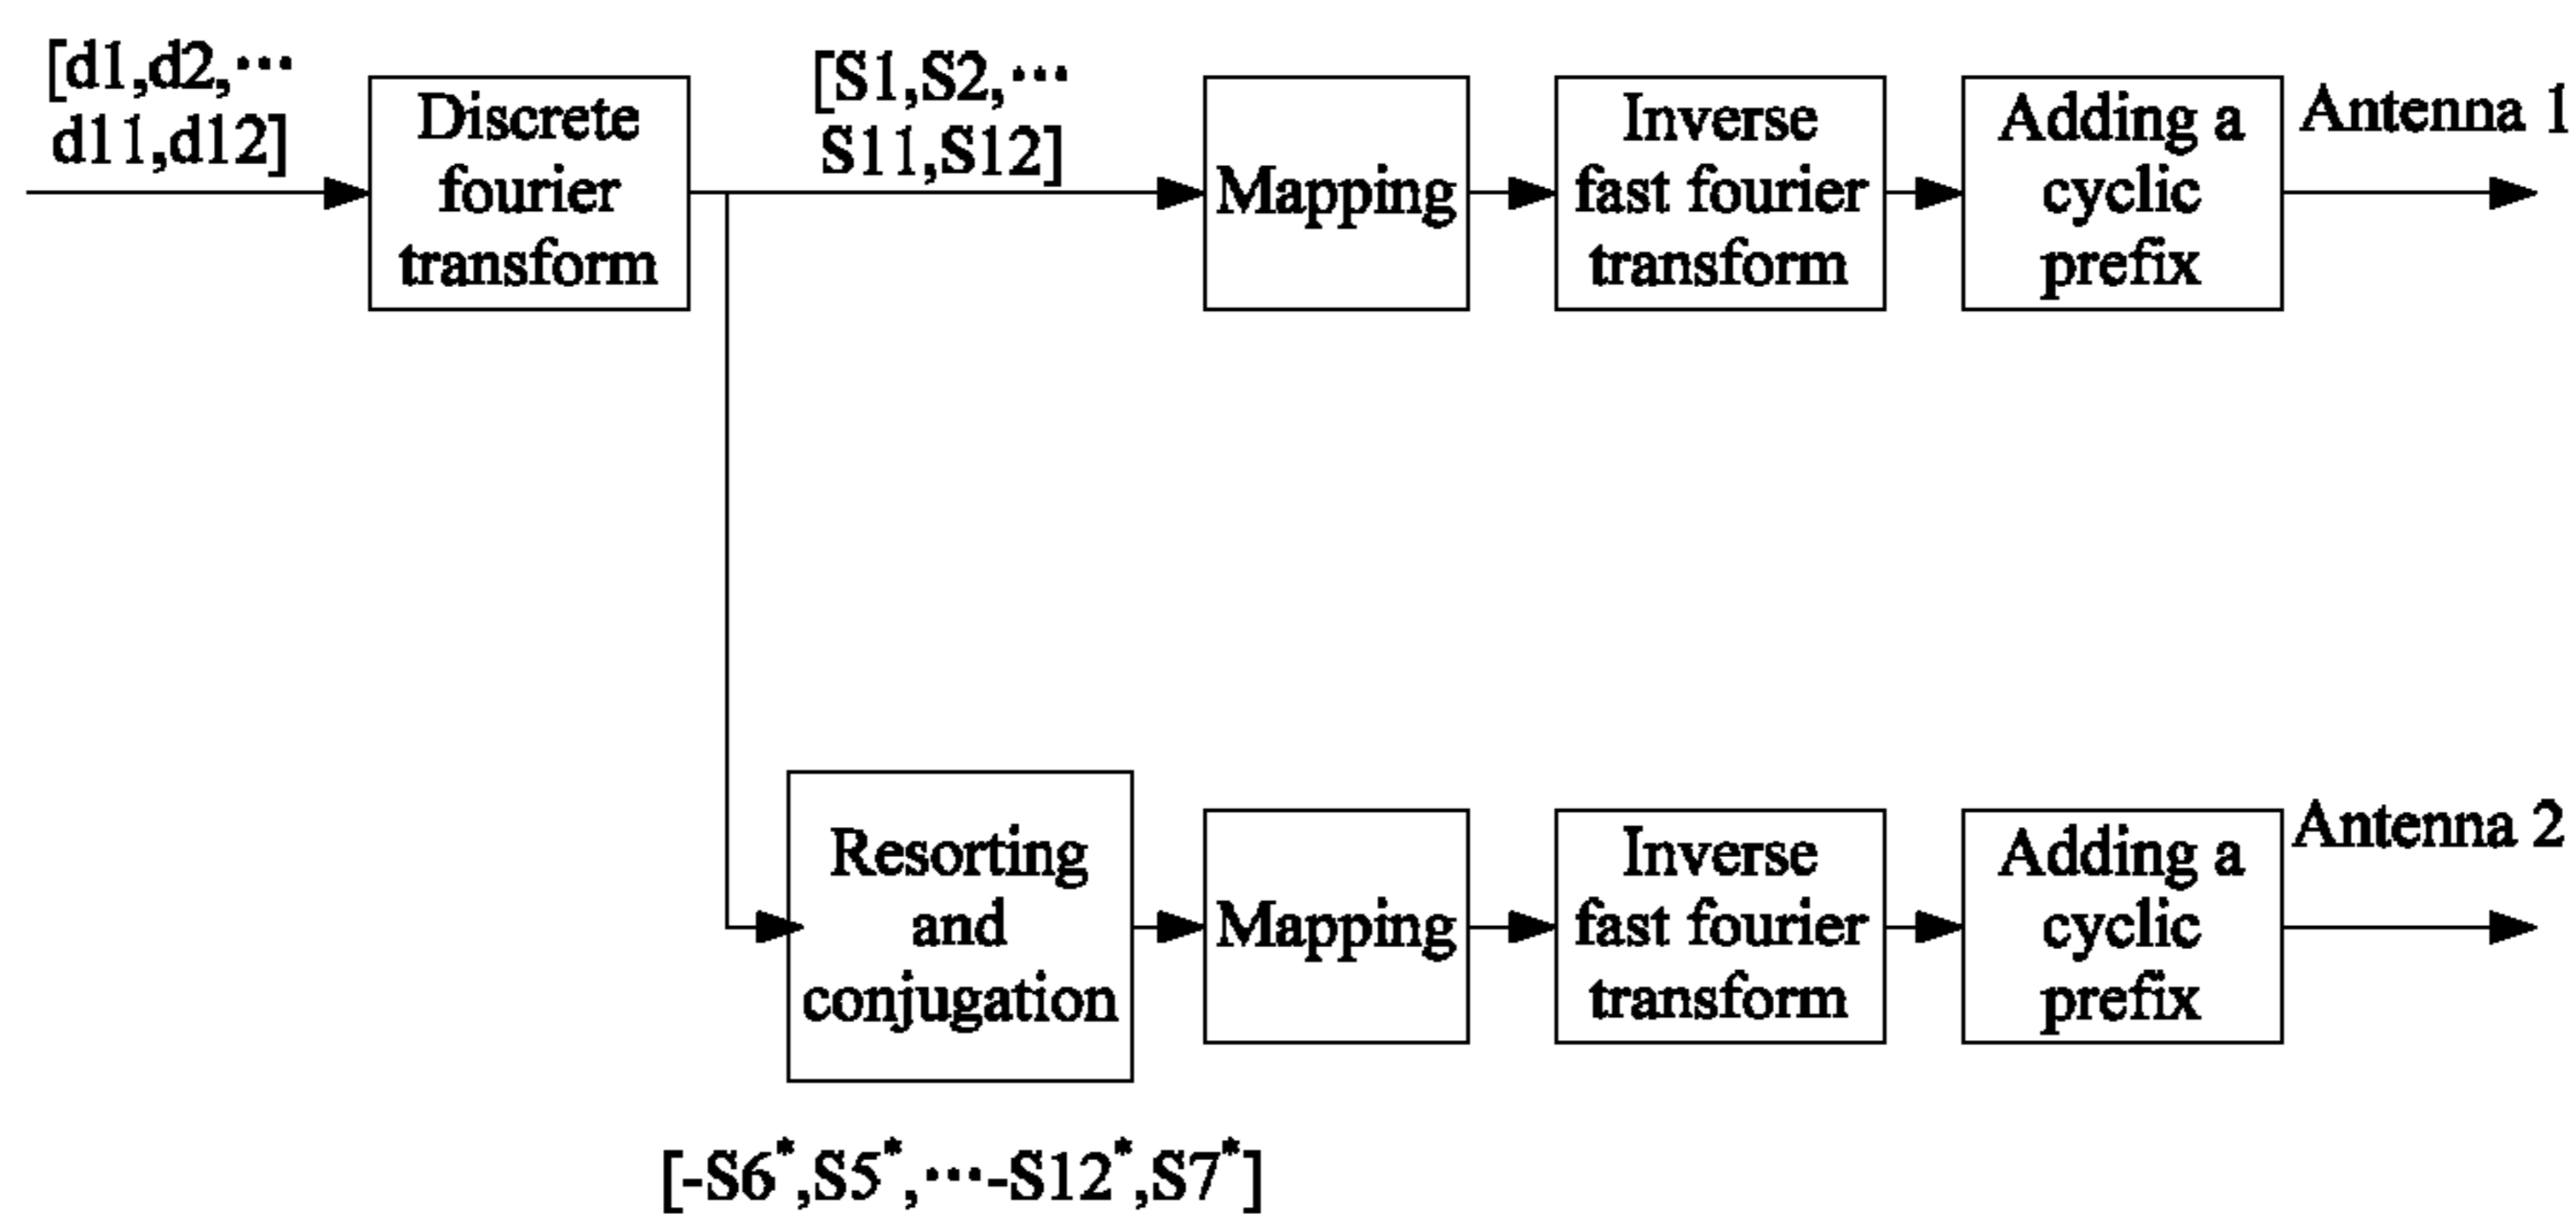 [d1,d2,⋯
d11,d12]
Discrete
fourier
transform
[S1,S2,⋯
S11,S12]
Mapping
Inverse
fast fourier
transform
Adding a
cyclic
prefix
Antenna 1
Resorting
and
conjugation
[-S6*,S5*,⋯-S12*,S7*]
Mapping
Inverse
fast fourier
transform
Adding a
cyclic
prefix
Antenna 2